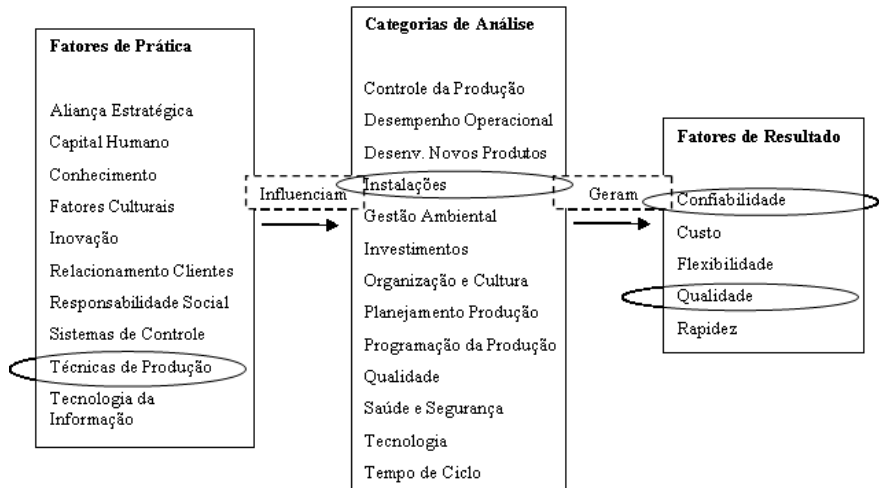 Fatores de Prática
Aliança Estratégica
Capital Humano
Conhecimento
Fatores Culturais
Inovação
Relacionamento Clientes
Responsabilidade Social
Sistemas de Controle
Técnicas de Produção
Tecnologia da
Informação
Influenciam
Categorias de Análise
Controle da Produção
Desempenho Operacional
Desenv. Novos Produtos
Instalações
Gestão Ambiental
Investimentos
Organização e Cultura
Planejamento Produção
Programação da Produção
Qualidade
Saúde e Segurança
Tecnologia
Tempo de Ciclo
Geram
Fatores de Resultado
Confiabilidade
Custo
Flexibilidade
Qualidade
Rapidez